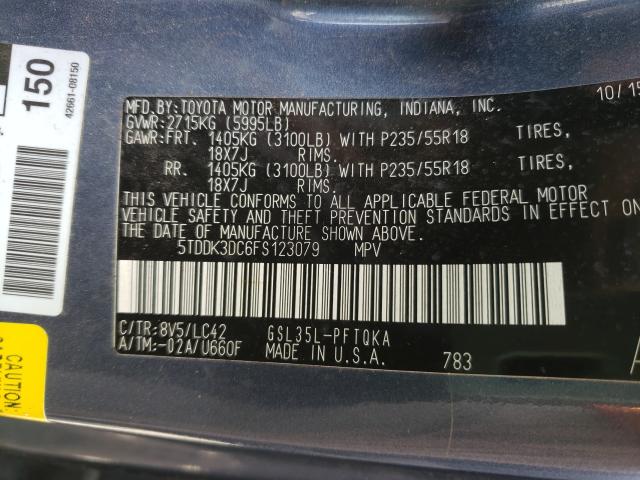 150
42661-08150
MFD.BY:TOYOTA MOTOR MANUFACTURING, INDIANA, INC. 10/15
GVWR:2715KG (5995LB)
GAWR:FRT. 1405KG (3100LB) WITH P235/55R18 TIRES,
18X7J RIMS.
RR. 1405KG (3100LB) WITH P235/55R18 TIRES,
18X7J RIMS.
THIS VEHICLE CONFORMS TO ALL APPLICABLE FEDERAL MOTOR
VEHICLE SAFETY AND THEFT PREVENTION STANDARDS IN EFFECT ON
THE DATE OF MANUFACTURE SHOWN ABOVE.
5TDDK3DC6FS123079 MPV
C/TR:8V5/LC42 GSL35L-PFTQKA
A/TM:-02A/U660F MADE IN U.S.A. 783
CAUTION